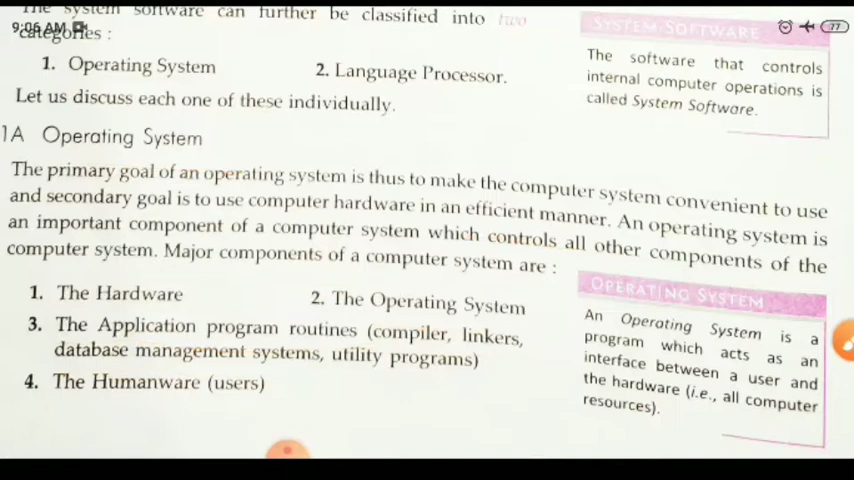 The system software can further be classified into two
categories :
1. Operating System 2. Language Processor.
Let us discuss each one of these individually.
1A Operating System
The primary goal of an operating system is thus to make the computer system convenient to use
and secondary goal is to use computer hardware in an efficient manner. An operating system is
an important component of a computer system which controls all other components of the
computer system. Major components of a computer system are :
1. The Hardware 2. The Operating System
3. The Application program routines (compiler, linkers,
database management systems, utility programs)
4. The Humanware (users)
SYSTEM SOFTWARE
The software that controls
internal computer operations is
called System Software.
OPERATING SYSTEM
An Operating System is a
program which acts as an
interface between a user and
the hardware (i.e., all computer
resources).
9:06 AM
77